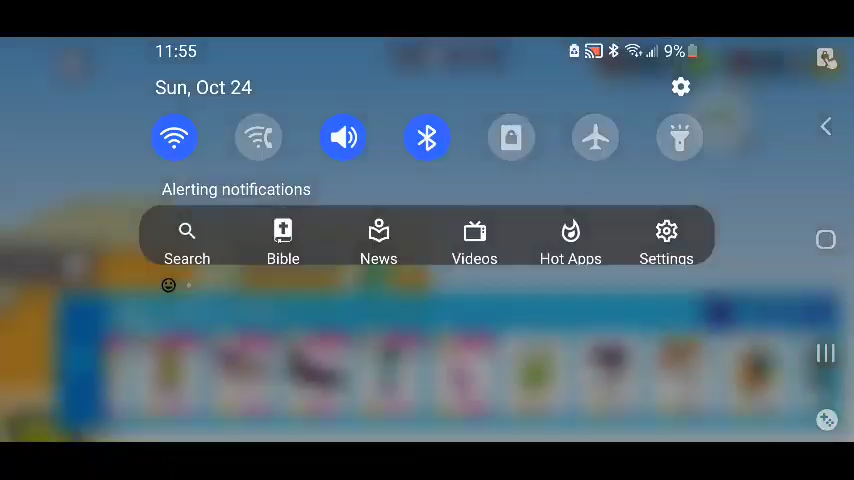 11:55
9%
Sun, Oct 24
Alerting notifications
Search
Bible
News
Videos
Hot Apps
Settings